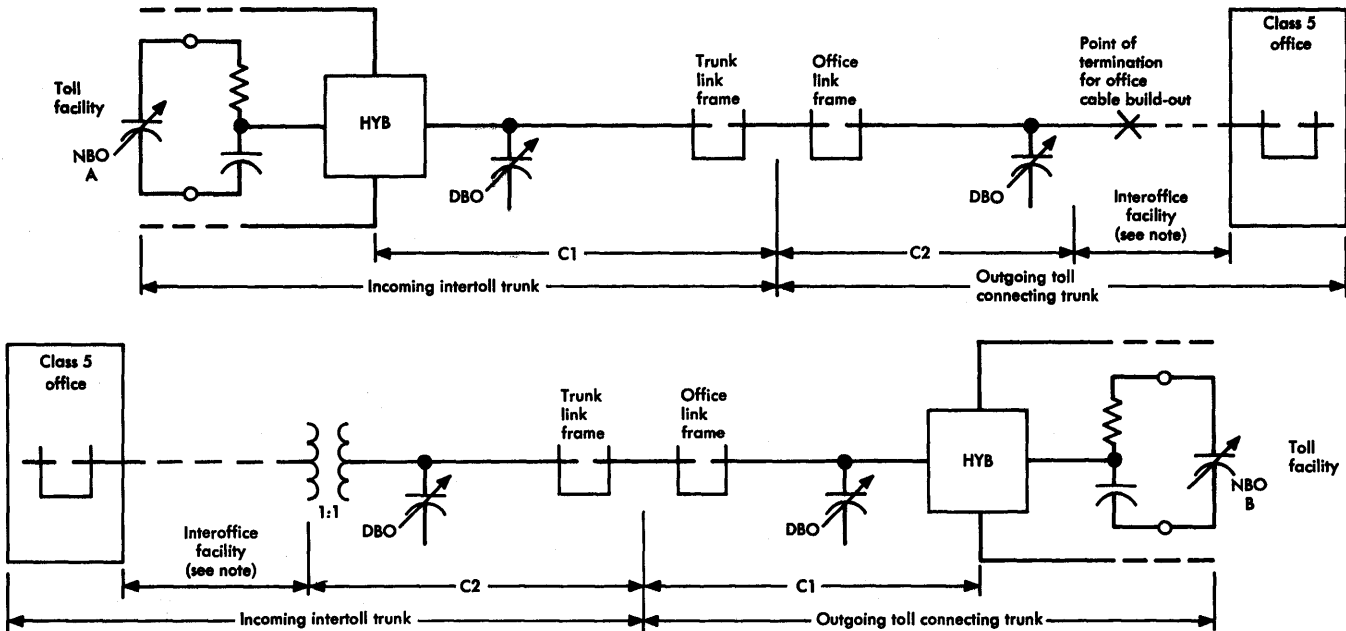 Toll
facility
NBO
A
HYB
DBO
Trunk
link
frame
Office
link
frame
DBO
Point of
termination
for office
cable build-out
Class 5
office
C1
C2
Interoffice
facility
(see note)
Incoming intertoll trunk
Outgoing toll
connecting trunk
Class 5
office
Interoffice
facility
(see note)
1:1
DBO
Trunk
link
frame
Office
link
frame
DBO
HYB
NBO
B
Toll
facility
C2
C1
Incoming intertoll trunk
Outgoing toll connecting trunk